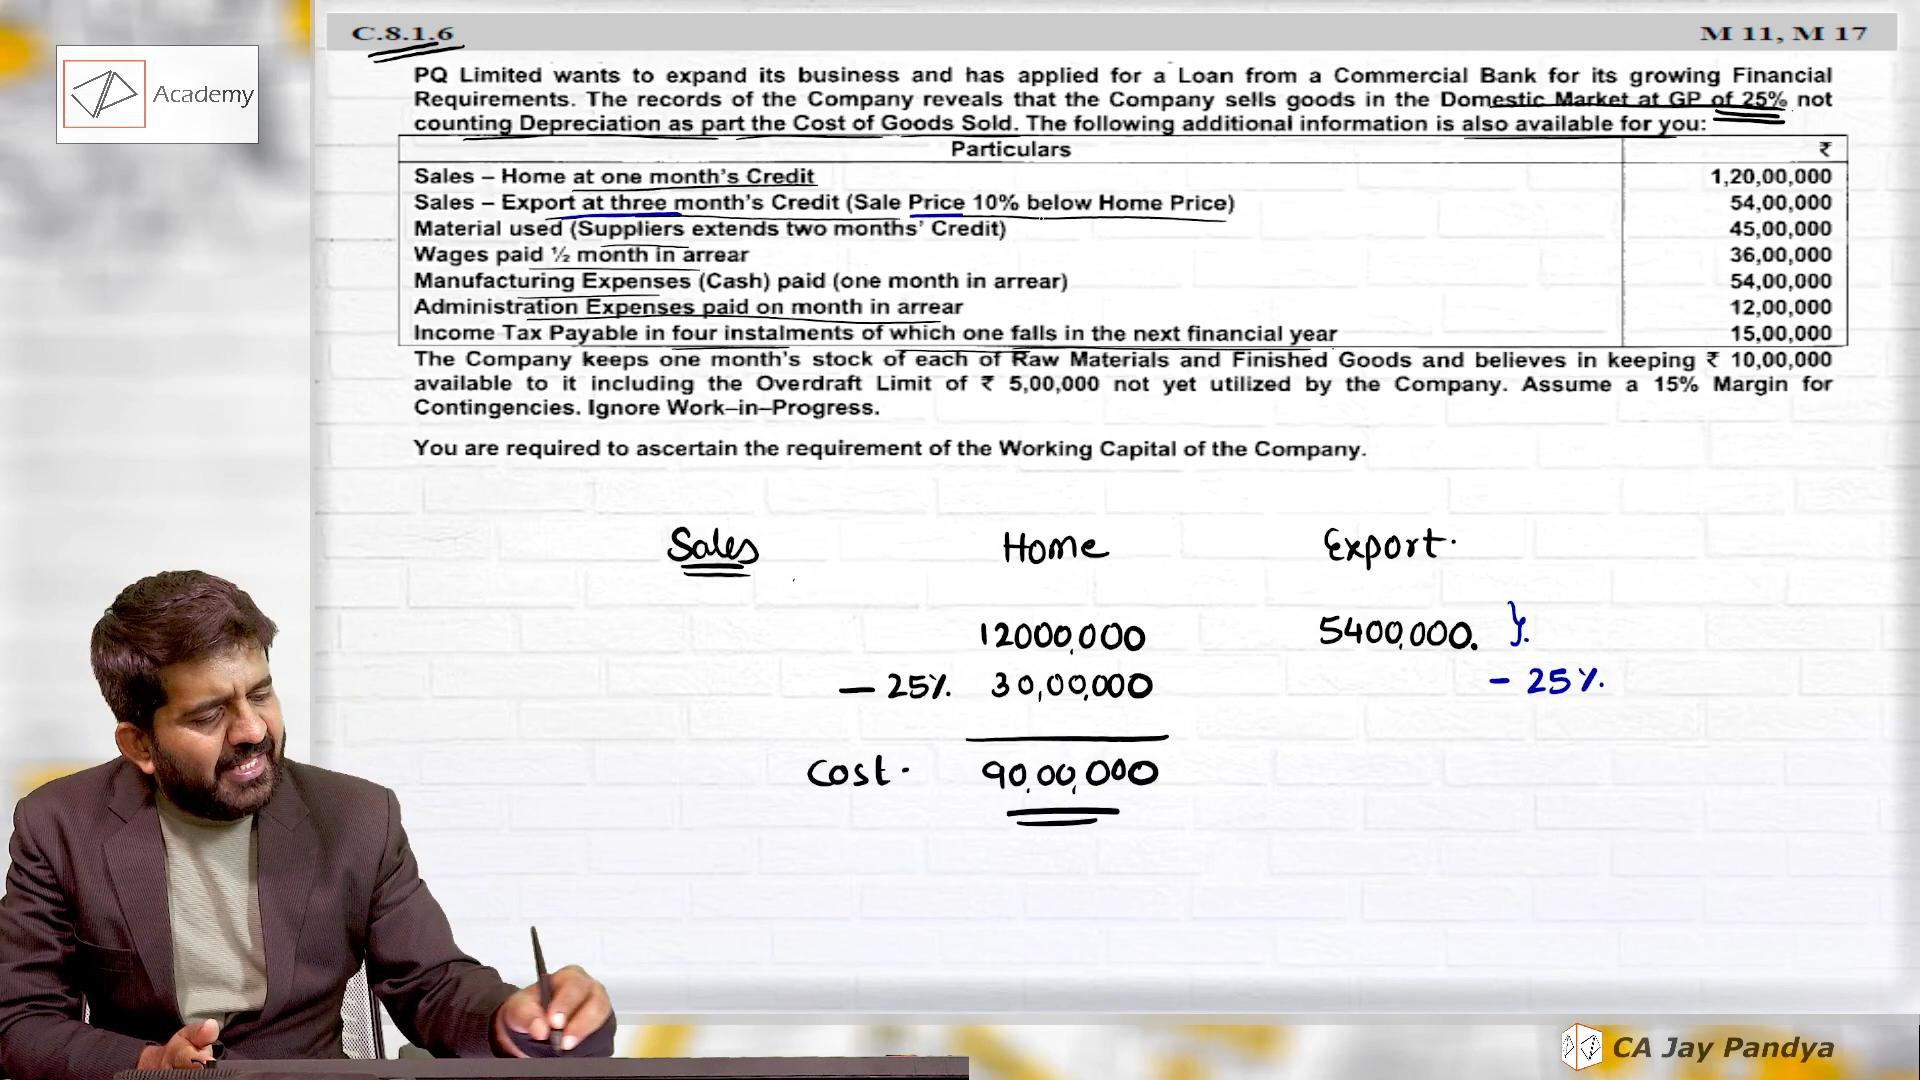 Academy
C.8.1.6 M 11, M 17
PQ Limited wants to expand its business and has applied for a Loan from a Commercial Bank for its growing Financial
Requirements. The records of the Company reveals that the Company sells goods in the Domestic Market at GP of 25% not
counting Depreciation as part the Cost of Goods Sold. The following additional information is also available for you:
Particulars ₹
Sales – Home at one month's Credit 1,20,00,000
Sales – Export at three month's Credit (Sale Price 10% below Home Price) 54,00,000
Material used (Suppliers extends two months' Credit) 45,00,000
Wages paid ½ month in arrear 36,00,000
Manufacturing Expenses (Cash) paid (one month in arrear) 54,00,000
Administration Expenses paid on month in arrear 12,00,000
Income Tax Payable in four instalments of which one falls in the next financial year 15,00,000
The Company keeps one month's stock of each of Raw Materials and Finished Goods and believes in keeping ₹ 10,00,000
available to it including the Overdraft Limit of ₹ 5,00,000 not yet utilized by the Company. Assume a 15% Margin for
Contingencies. Ignore Work–in–Progress.
You are required to ascertain the requirement of the Working Capital of the Company.
Sales Home Export.
12000,000 5400,000. }.
— 25%. 30,00,000 - 25%.
Cost. 90,00,000
CA Jay Pandya